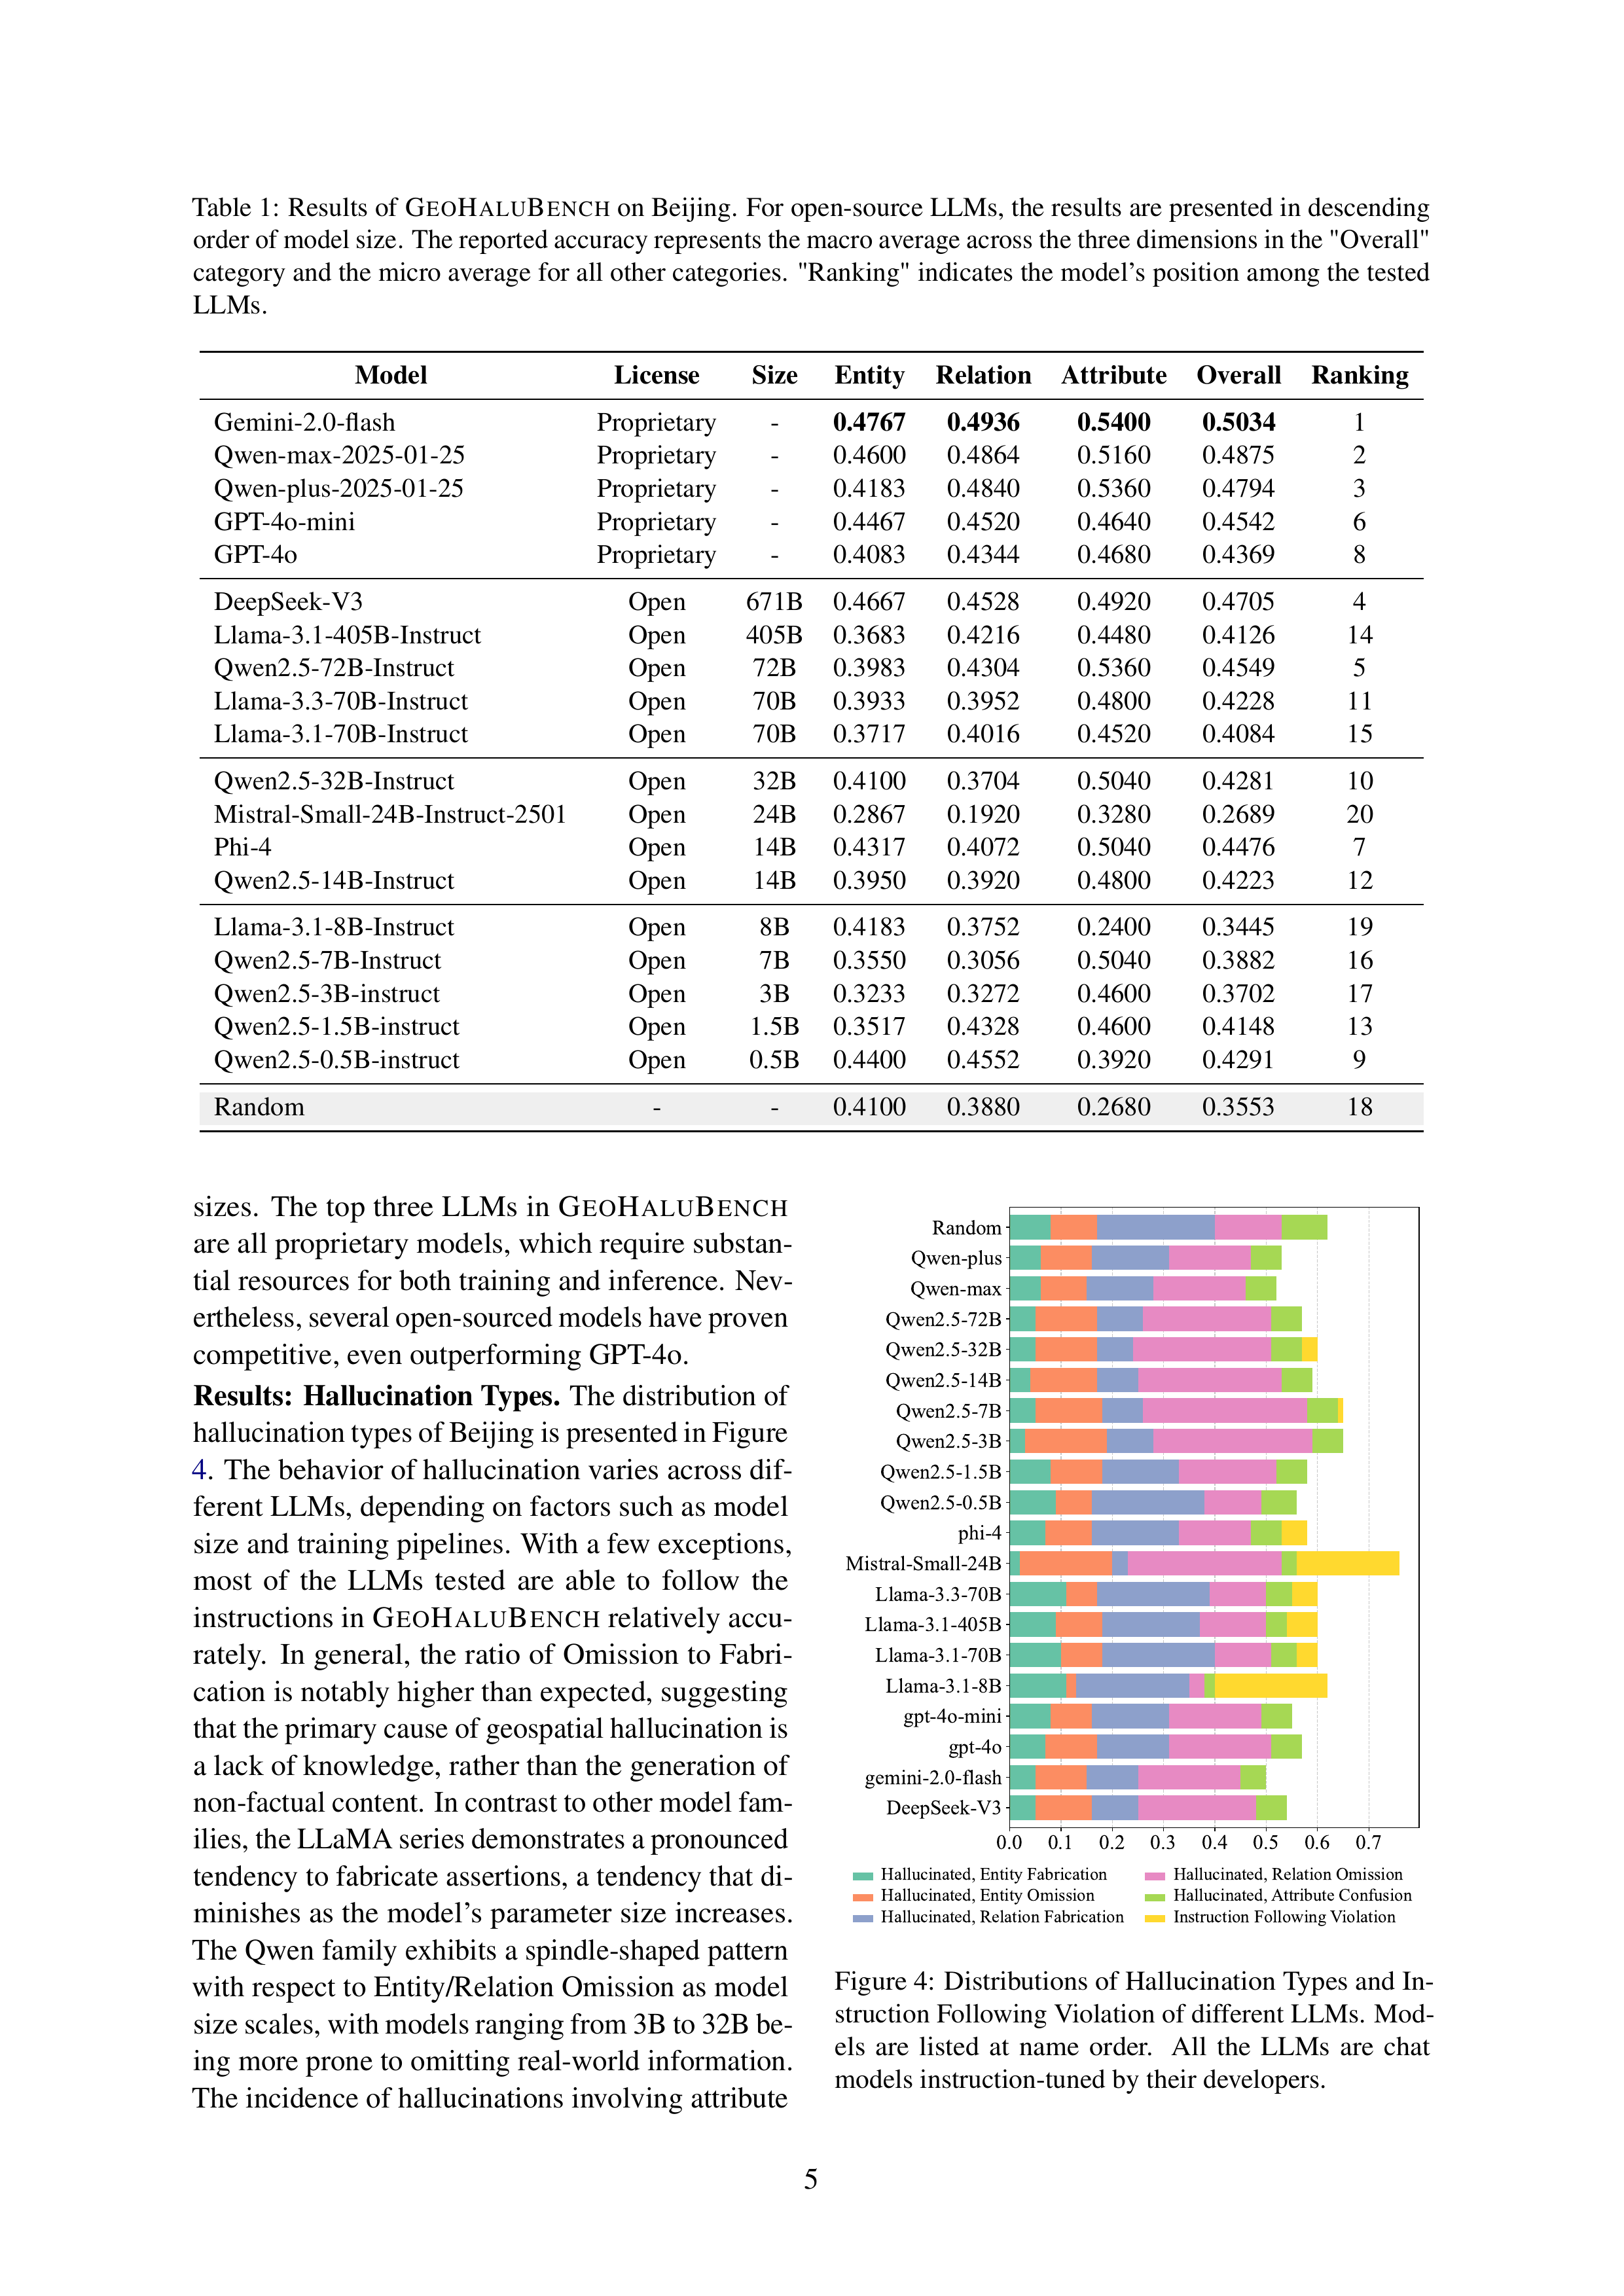 Table 1: Results of GEOHALUBENCH on Beijing. For open-source LLMs, the results are presented in descending
order of model size. The reported accuracy represents the macro average across the three dimensions in the "Overall"
category and the micro average for all other categories. "Ranking" indicates the model's position among the tested
LLMs.
Model License Size Entity Relation Attribute Overall Ranking
Gemini-2.0-flash Proprietary - 0.4767 0.4936 0.5400 0.5034 1
Qwen-max-2025-01-25 Proprietary - 0.4600 0.4864 0.5160 0.4875 2
Qwen-plus-2025-01-25 Proprietary - 0.4183 0.4840 0.5360 0.4794 3
GPT-4o-mini Proprietary - 0.4467 0.4520 0.4640 0.4542 6
GPT-4o Proprietary - 0.4083 0.4344 0.4680 0.4369 8
DeepSeek-V3 Open 671B 0.4667 0.4528 0.4920 0.4705 4
Llama-3.1-405B-Instruct Open 405B 0.3683 0.4216 0.4480 0.4126 14
Qwen2.5-72B-Instruct Open 72B 0.3983 0.4304 0.5360 0.4549 5
Llama-3.3-70B-Instruct Open 70B 0.3933 0.3952 0.4800 0.4228 11
Llama-3.1-70B-Instruct Open 70B 0.3717 0.4016 0.4520 0.4084 15
Qwen2.5-32B-Instruct Open 32B 0.4100 0.3704 0.5040 0.4281 10
Mistral-Small-24B-Instruct-2501 Open 24B 0.2867 0.1920 0.3280 0.2689 20
Phi-4 Open 14B 0.4317 0.4072 0.5040 0.4476 7
Qwen2.5-14B-Instruct Open 14B 0.3950 0.3920 0.4800 0.4223 12
Llama-3.1-8B-Instruct Open 8B 0.4183 0.3752 0.2400 0.3445 19
Qwen2.5-7B-Instruct Open 7B 0.3550 0.3056 0.5040 0.3882 16
Qwen2.5-3B-instruct Open 3B 0.3233 0.3272 0.4600 0.3702 17
Qwen2.5-1.5B-instruct Open 1.5B 0.3517 0.4328 0.4600 0.4148 13
Qwen2.5-0.5B-instruct Open 0.5B 0.4400 0.4552 0.3920 0.4291 9
Random - - 0.4100 0.3880 0.2680 0.3553 18
sizes. The top three LLMs in GEOHALUBENCH
are all proprietary models, which require substan-
tial resources for both training and inference. Nev-
ertheless, several open-sourced models have proven
competitive, even outperforming GPT-4o.
Results: Hallucination Types. The distribution of
hallucination types of Beijing is presented in Figure
4. The behavior of hallucination varies across dif-
ferent LLMs, depending on factors such as model
size and training pipelines. With a few exceptions,
most of the LLMs tested are able to follow the
instructions in GEOHALUBENCH relatively accu-
rately. In general, the ratio of Omission to Fabri-
cation is notably higher than expected, suggesting
that the primary cause of geospatial hallucination is
a lack of knowledge, rather than the generation of
non-factual content. In contrast to other model fam-
ilies, the LLaMA series demonstrates a pronounced
tendency to fabricate assertions, a tendency that di-
minishes as the model's parameter size increases.
The Qwen family exhibits a spindle-shaped pattern
with respect to Entity/Relation Omission as model
size scales, with models ranging from 3B to 32B be-
ing more prone to omitting real-world information.
The incidence of hallucinations involving attribute
Random
Qwen-plus
Qwen-max
Qwen2.5-72B
Qwen2.5-32B
Qwen2.5-14B
Qwen2.5-7B
Qwen2.5-3B
Qwen2.5-1.5B
Qwen2.5-0.5B
phi-4
Mistral-Small-24B
Llama-3.3-70B
Llama-3.1-405B
Llama-3.1-70B
Llama-3.1-8B
gpt-4o-mini
gpt-4o
gemini-2.0-flash
DeepSeek-V3
0.0 0.1 0.2 0.3 0.4 0.5 0.6 0.7
Hallucinated, Entity Fabrication Hallucinated, Relation Omission
Hallucinated, Entity Omission Hallucinated, Attribute Confusion
Hallucinated, Relation Fabrication Instruction Following Violation
Figure 4: Distributions of Hallucination Types and In-
struction Following Violation of different LLMs. Mod-
els are listed at name order. All the LLMs are chat
models instruction-tuned by their developers.
5